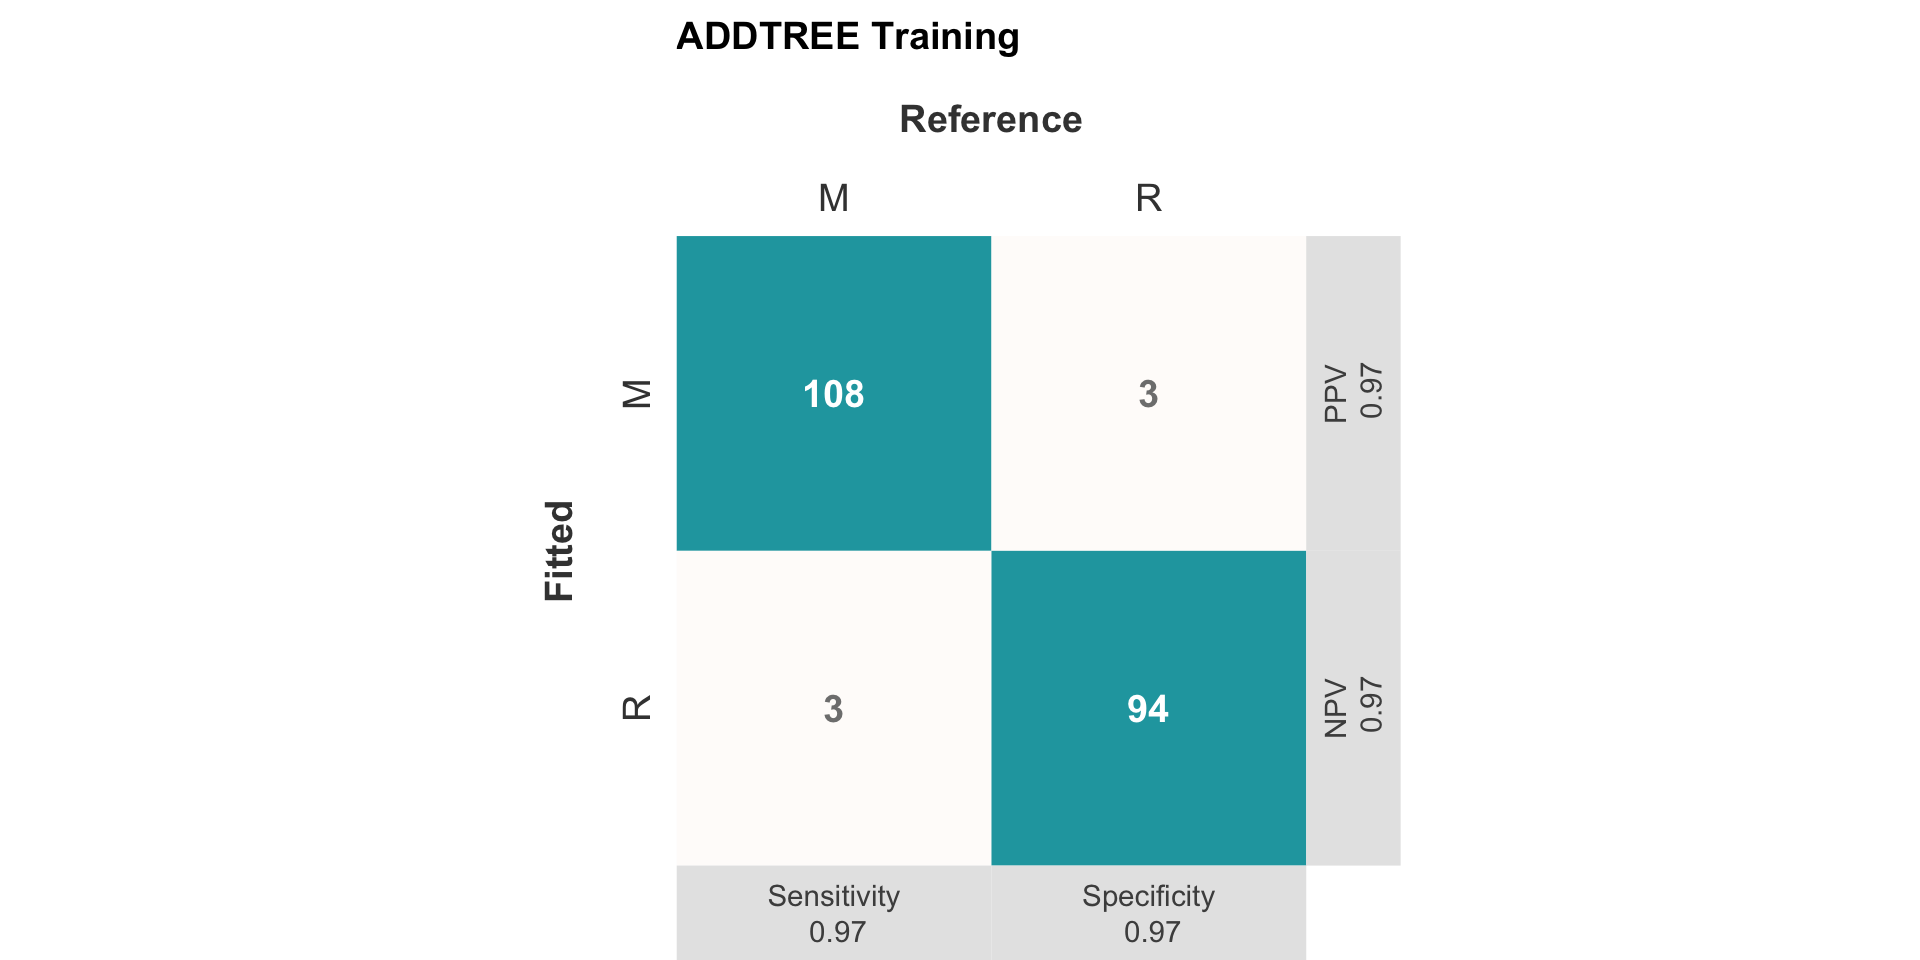 ADDTREE Training
Reference
M
R
M
108
3
PPV
0.97
Fitted
R
3
94
NPV
0.97
Sensitivity
0.97
Specificity
0.97